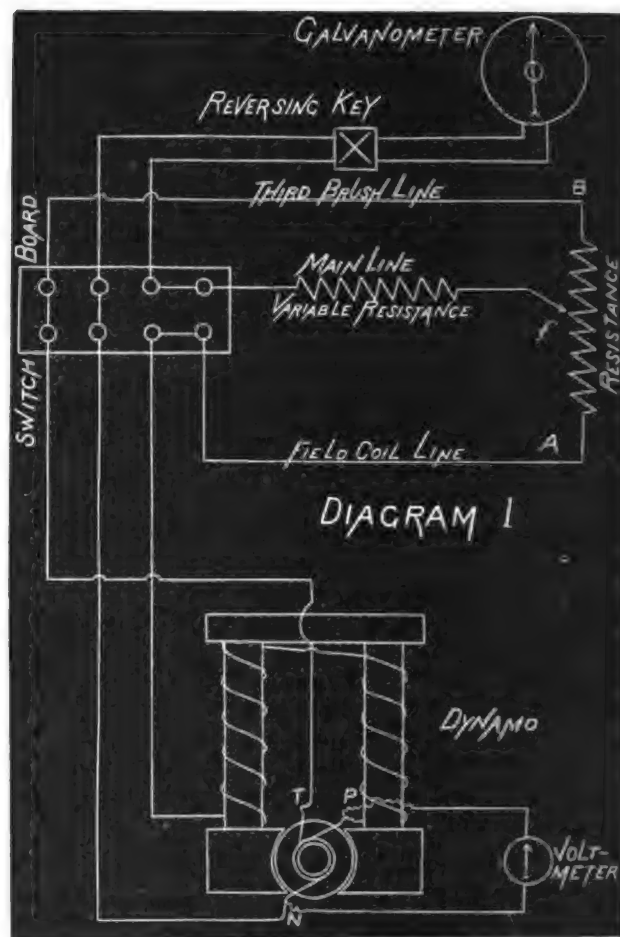 GALVANOMETER
REVERSING KEY
THIRD BRUSH LINE
B
BOARD
MAIN LINE
VARIABLE RESISTANCE
RESISTANCE
SWITCH
FIELD COIL LINE
A
DIAGRAM 1
DYNAMO
T
P
VOLT-
METER
N